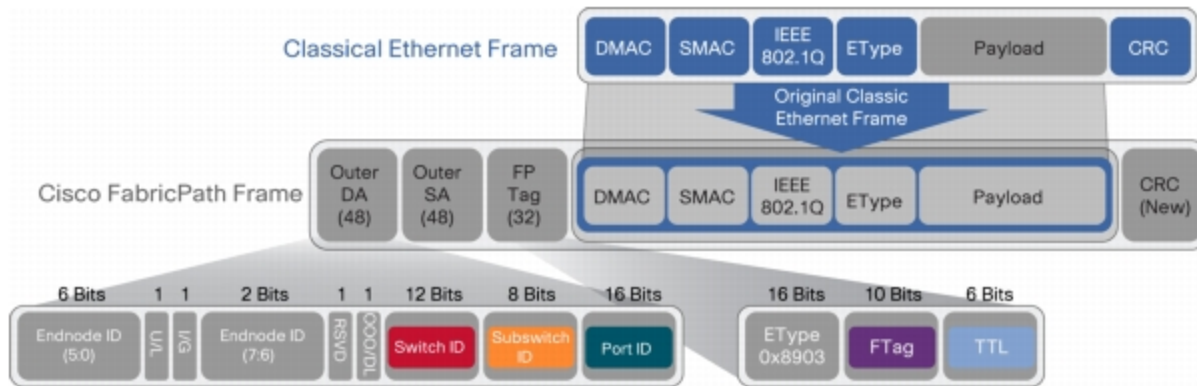 Classical Ethernet Frame
DMAC SMAC IEEE 802.1Q EType Payload CRC
Original Classic
Ethernet Frame
Cisco FabricPath Frame
Outer DA (48) Outer SA (48) FP Tag (32) DMAC SMAC IEEE 802.1Q EType Payload CRC (New)
6 Bits 1 1 2 Bits 1 1 12 Bits 8 Bits 16 Bits
Endnode ID (5:0) U/L I/G Endnode ID (7:6) RSVD OOO/DL Switch ID Subswitch ID Port ID
16 Bits 10 Bits 6 Bits
EType 0x8903 FTag TTL